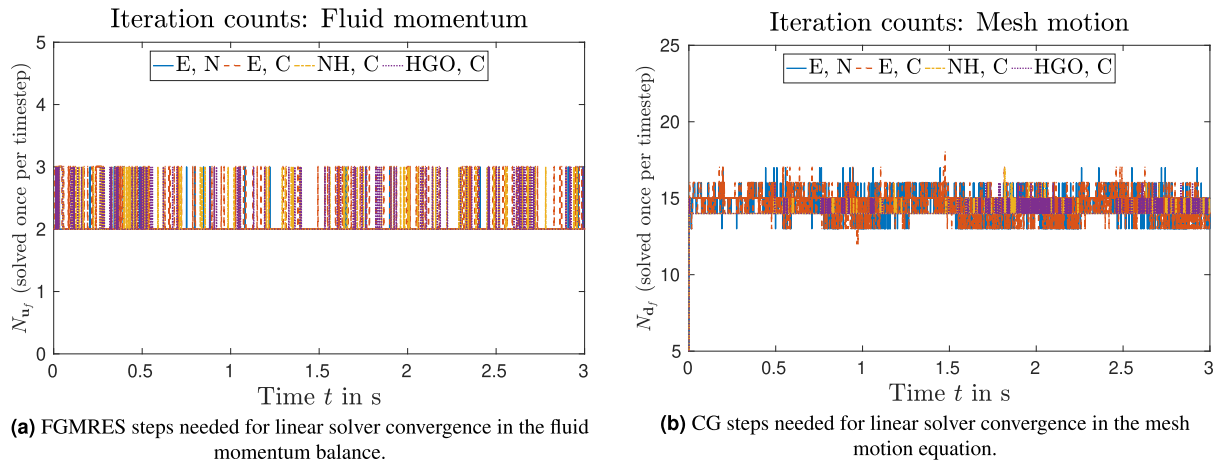 Iteration counts: Fluid momentum
5
4
3
2
1
0
E, N E, C NH, C HGO, C
N_{u_f} (solved once per timestep)
0 0.5 1 1.5 2 2.5 3
Time t in s
(a) FGMRES steps needed for linear solver convergence in the fluid
momentum balance.
Iteration counts: Mesh motion
25
20
15
10
5
E, N E, C NH, C HGO, C
N_{d_f} (solved once per timestep)
0 0.5 1 1.5 2 2.5 3
Time t in s
(b) CG steps needed for linear solver convergence in the mesh
motion equation.